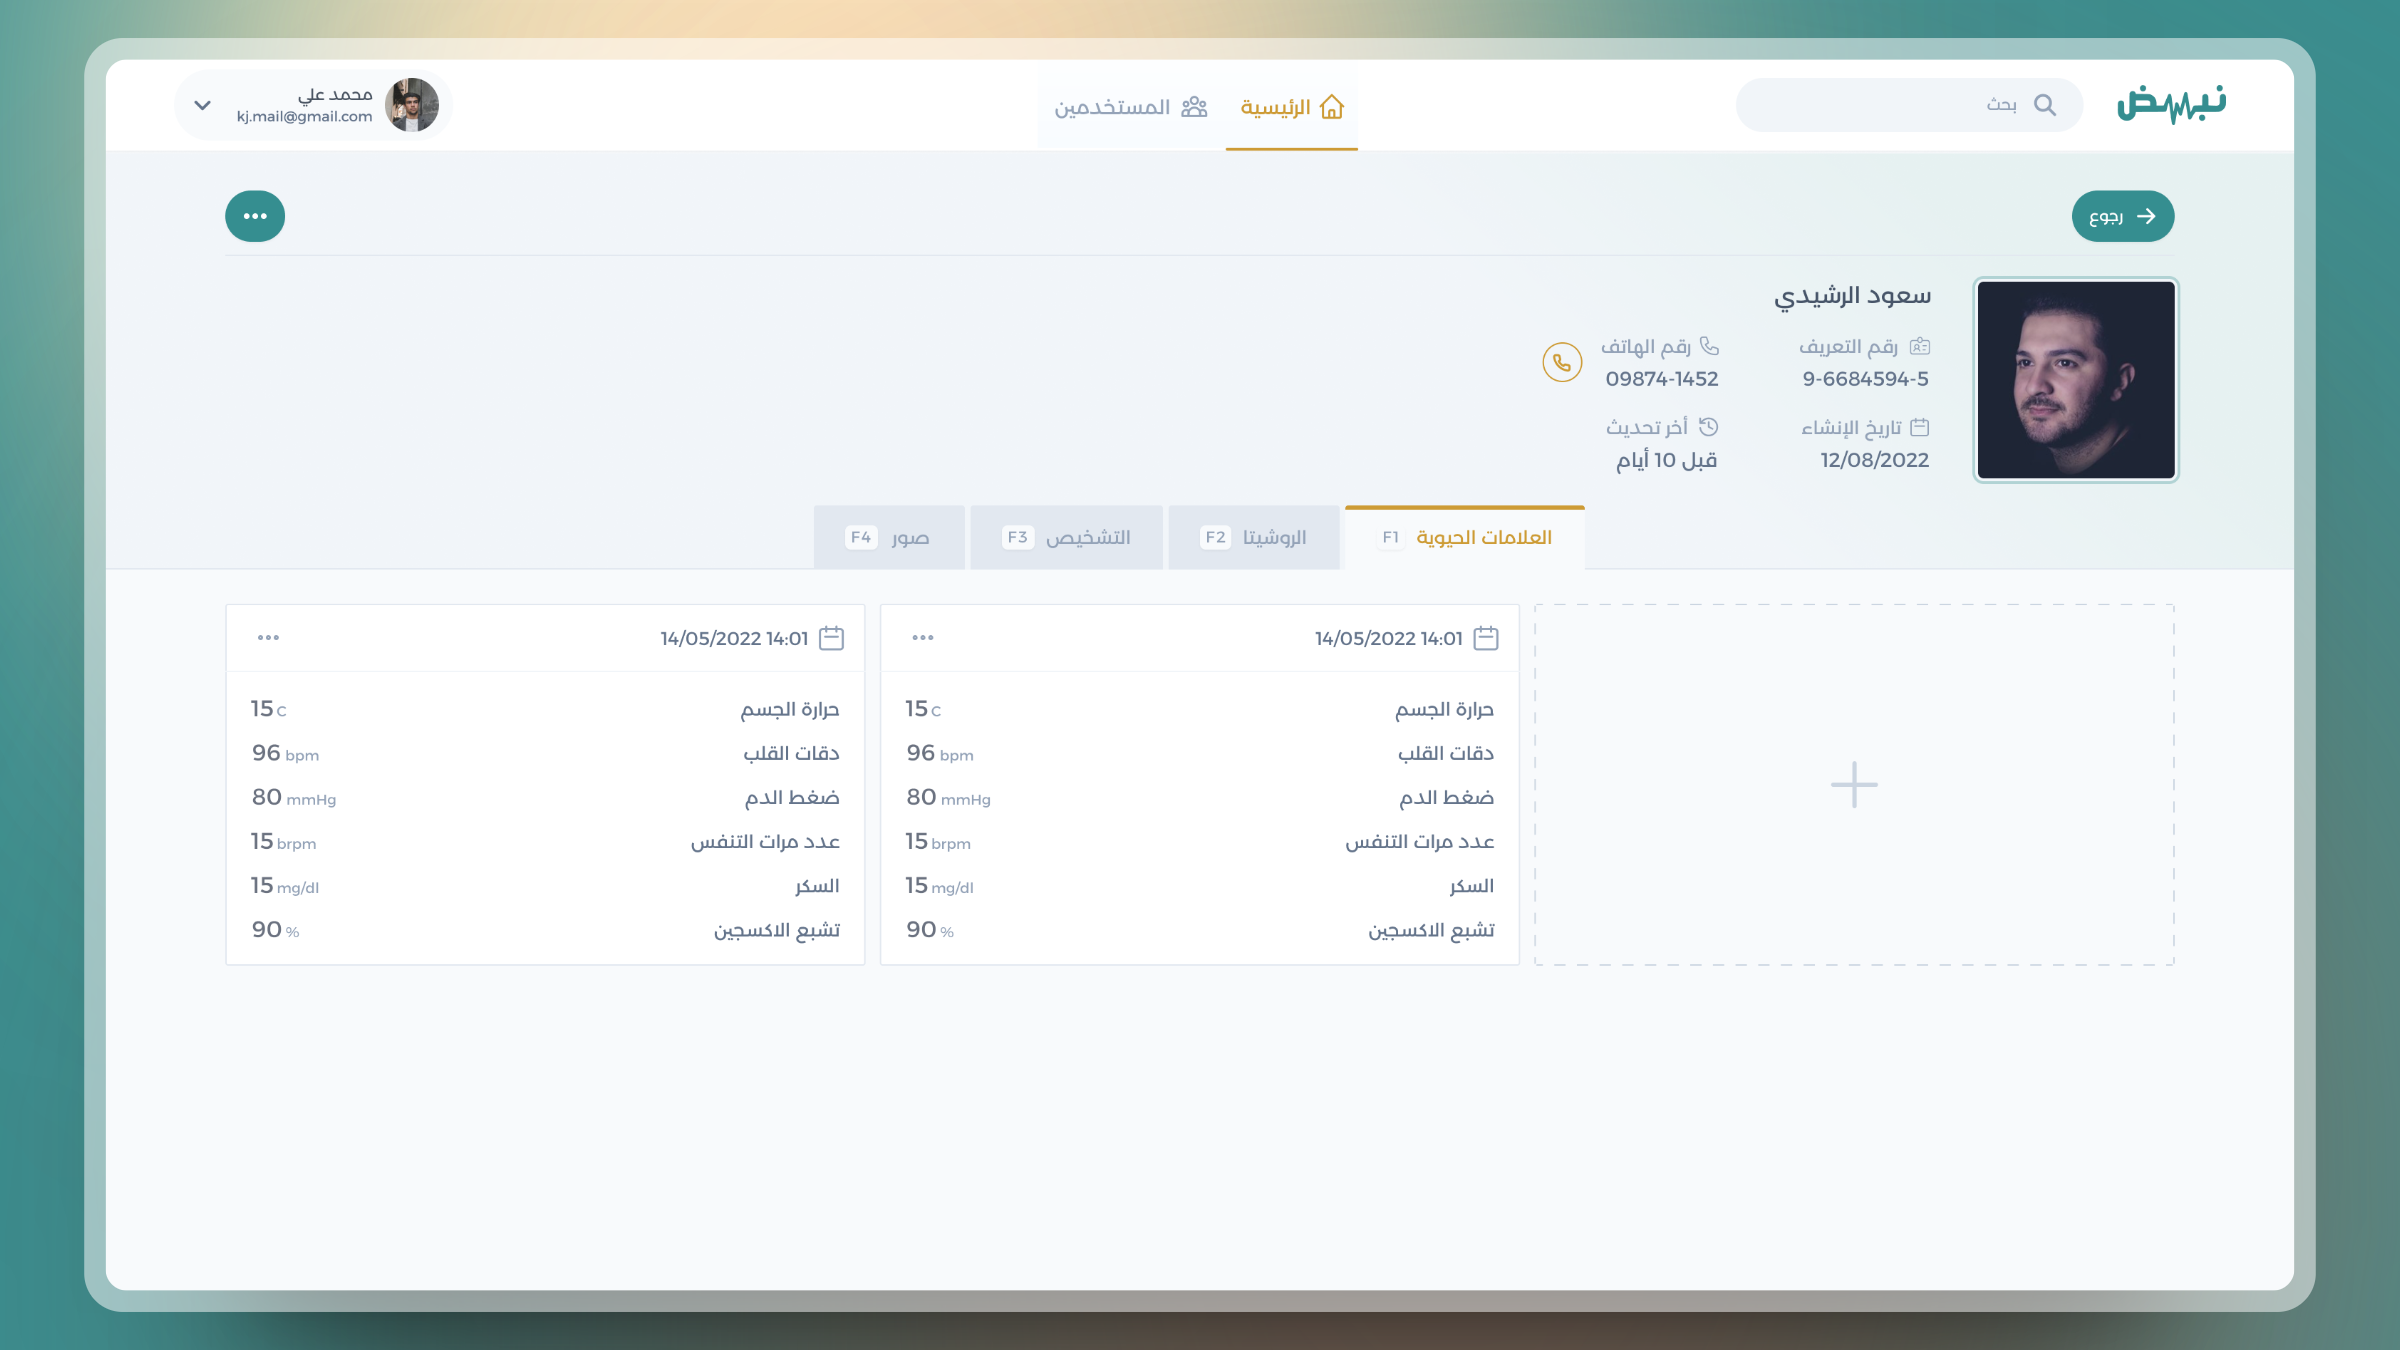 نبض
بحث
الرئيسية
المستخدمين
محمد علي
kj.mail@gmail.com
رجوع
سعود الرشيدي
رقم التعريف
9-6684594-5
رقم الهاتف
09874-1452
تاريخ الإنشاء
12/08/2022
أخر تحديث
قبل 10 أيام
العلامات الحيوية F1
الروشيتا F2
التشخيص F3
صور F4
14/05/2022 14:01
حرارة الجسم 15 C
دقات القلب 96 bpm
ضغط الدم 80 mmHg
عدد مرات التنفس 15 brpm
السكر 15 mg/dl
تشبع الاكسجين 90 %
14/05/2022 14:01
حرارة الجسم 15 C
دقات القلب 96 bpm
ضغط الدم 80 mmHg
عدد مرات التنفس 15 brpm
السكر 15 mg/dl
تشبع الاكسجين 90 %